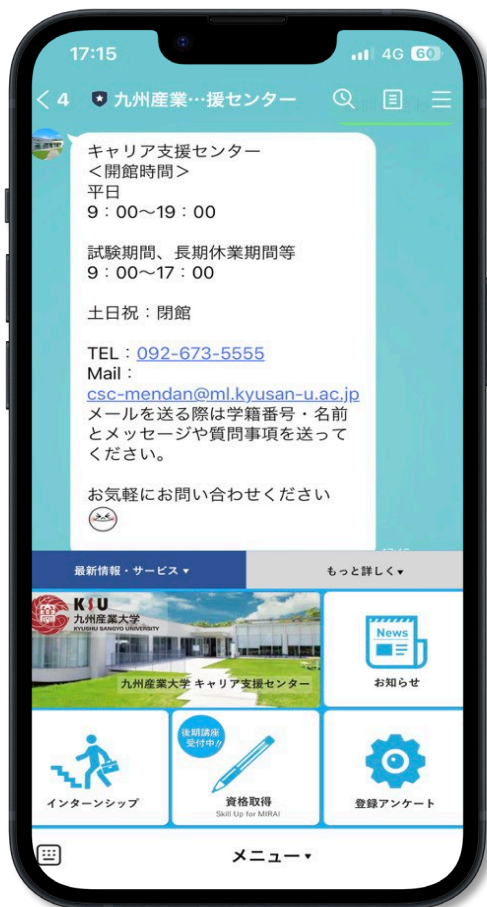 17:15
4G 60
4 九州産業…援センター
キャリア支援センター
<開館時間>
平日
9：00～19：00
試験期間、長期休業期間等
9：00～17：00
土日祝：閉館
TEL：092-673-5555
Mail：
csc-mendan@ml.kyusan-u.ac.jp
メールを送る際は学籍番号・名前
とメッセージや質問事項を送って
ください。
お気軽にお問い合わせください
最新情報・サービス▼
もっと詳しく▼
KSU
九州産業大学
KYUSHU SANGYO UNIVERSITY
九州産業大学 キャリア支援センター
News
お知らせ
インターンシップ
後期講座
受付中!!
資格取得
Skill Up for MIRAI
登録アンケート
メニュー▼